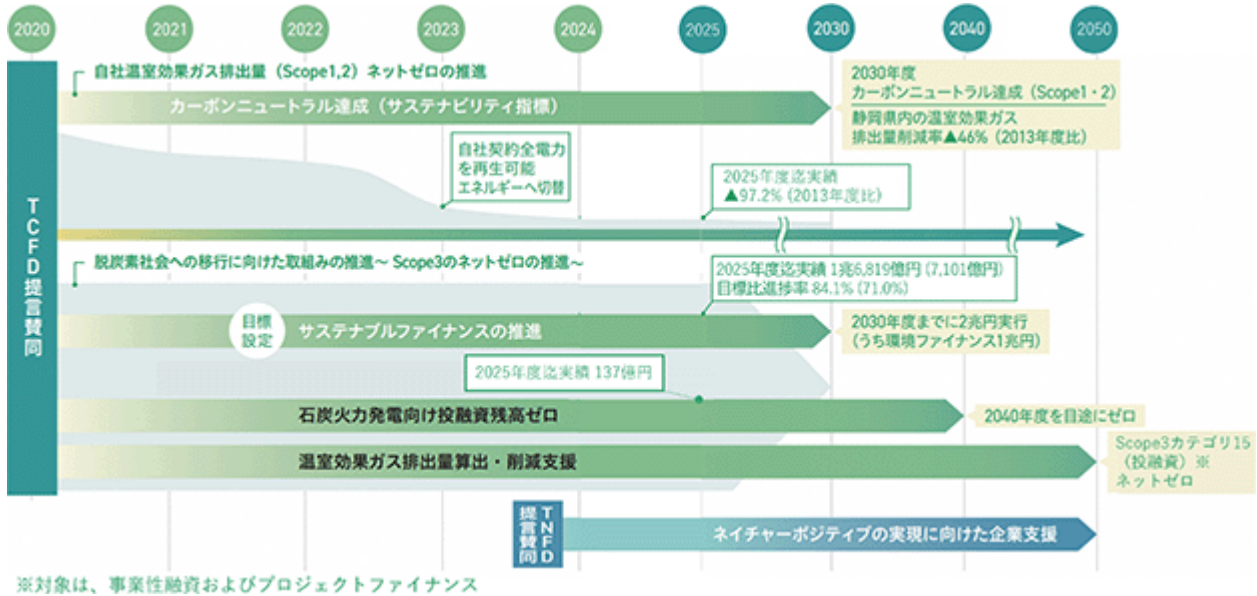 2020 2021 2022 2023 2024 2025 2030 2040 2050
TCFD提言賛同
自社温室効果ガス排出量（Scope1,2）ネットゼロの推進
カーボンニュートラル達成（サステナビリティ指標）
2030年度
カーボンニュートラル達成（Scope1・2）
静岡県内の温室効果ガス
排出量削減率▲46%（2013年度比）
自社契約全電力
を再生可能
エネルギーへ切替
2025年度迄実績
▲97.2%（2013年度比）
脱炭素社会への移行に向けた取組みの推進～ Scope3のネットゼロの推進～
2025年度迄実績 1兆6,819億円（7,101億円）
目標比進捗率 84.1%（71.0%）
目標
設定
サステナブルファイナンスの推進
2030年度までに2兆円実行
（うち環境ファイナンス1兆円）
2025年度迄実績 137億円
石炭火力発電向け投融資残高ゼロ
2040年度を目途にゼロ
温室効果ガス排出量算出・削減支援
Scope3カテゴリ15
（投融資）※
ネットゼロ
TNFD
提言賛同
ネイチャーポジティブの実現に向けた企業支援
※対象は、事業性融資およびプロジェクトファイナンス